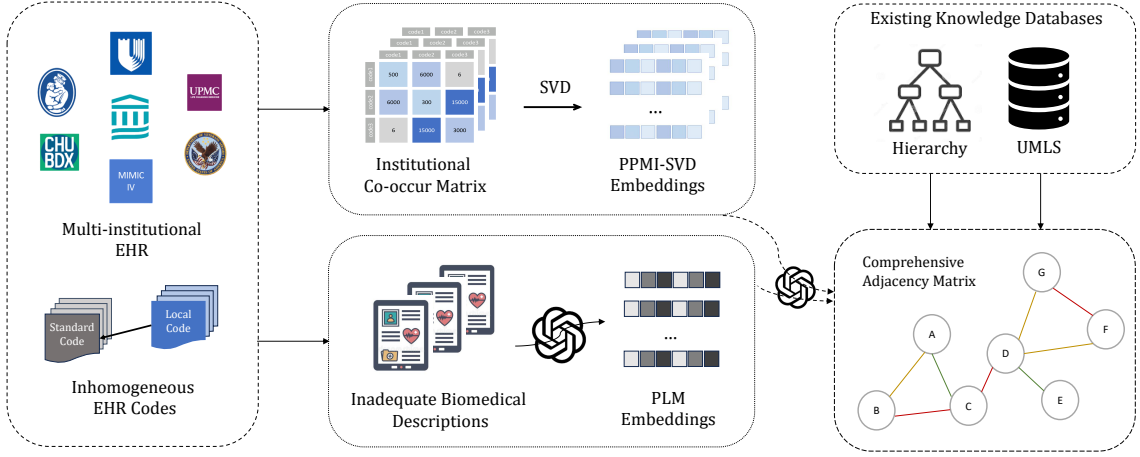 UPMC
CHU
BDX
MIMIC
IV
Multi-institutional
EHR
Standard
Code
Local
Code
Inhomogeneous
EHR Codes
code1 code2 code3
code1 code2 code3
code1 code2 code3
code1 500 6000 6
code2 6000 300 15000
code3 6 15000 3000
SVD
...
Institutional
Co-occur Matrix
PPMI-SVD
Embeddings
Inadequate Biomedical
Descriptions
...
PLM
Embeddings
Existing Knowledge Databases
Hierarchy
UMLS
Comprehensive
Adjacency Matrix
G
A
F
D
B
C
E